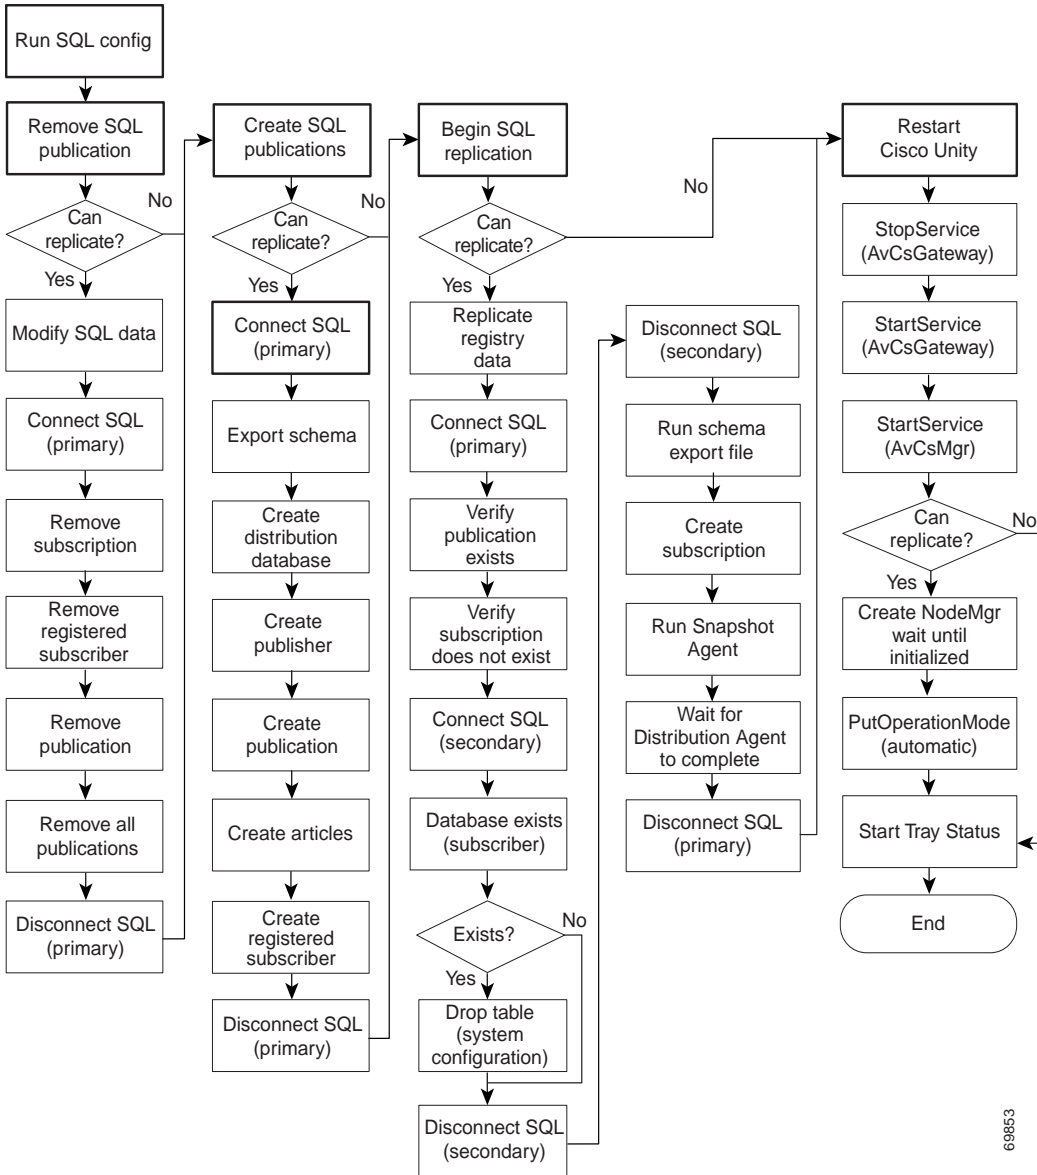 Run SQL config
Remove SQL
publication
No
Can
replicate?
Yes
Modify SQL data
Connect SQL
(primary)
Remove
subscription
Remove
registered
subscriber
Remove
publication
Remove all
publications
Disconnect SQL
(primary)
Create SQL
publications
No
Can
replicate?
Yes
Connect SQL
(primary)
Export schema
Create
distribution
database
Create
publisher
Create
publication
Create articles
Create
registered
subscriber
Disconnect SQL
(primary)
Begin SQL
replication
No
Can
replicate?
Yes
Replicate
registry
data
Connect SQL
(primary)
Verify
publication
exists
Verify
subscription
does not exist
Connect SQL
(secondary)
Database exists
(subscriber)
No
Exists?
Yes
Drop table
(system
configuration)
Disconnect SQL
(secondary)
Disconnect SQL
(secondary)
Run schema
export file
Create
subscription
Run Snapshot
Agent
Wait for
Distribution Agent
to complete
Disconnect SQL
(primary)
Restart
Cisco Unity
StopService
(AvCsGateway)
StartService
(AvCsGateway)
StartService
(AvCsMgr)
Can
replicate?
No
Yes
Create NodeMgr
wait until
initialized
PutOperationMode
(automatic)
Start Tray Status
End
69853